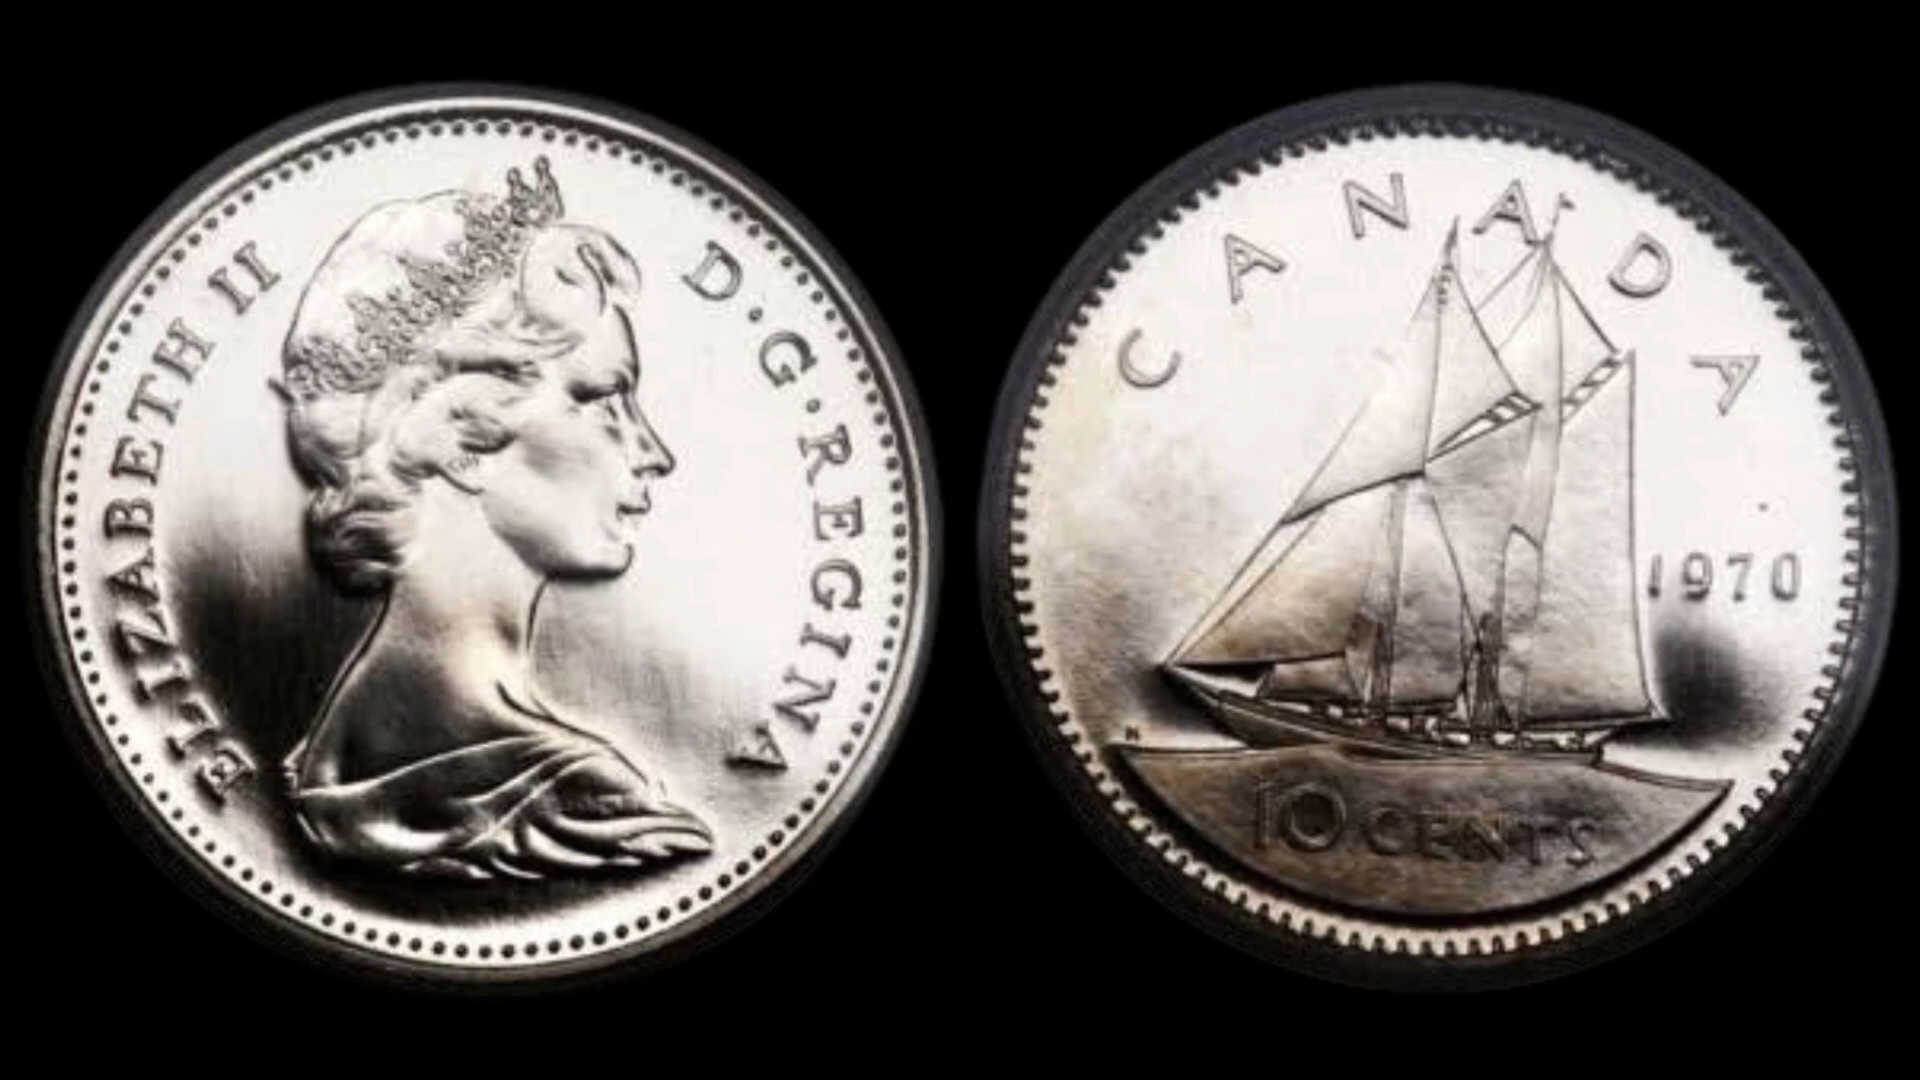 ELIZABETH II D·G·REGINA
CANADA
1970
H
10 CENTS